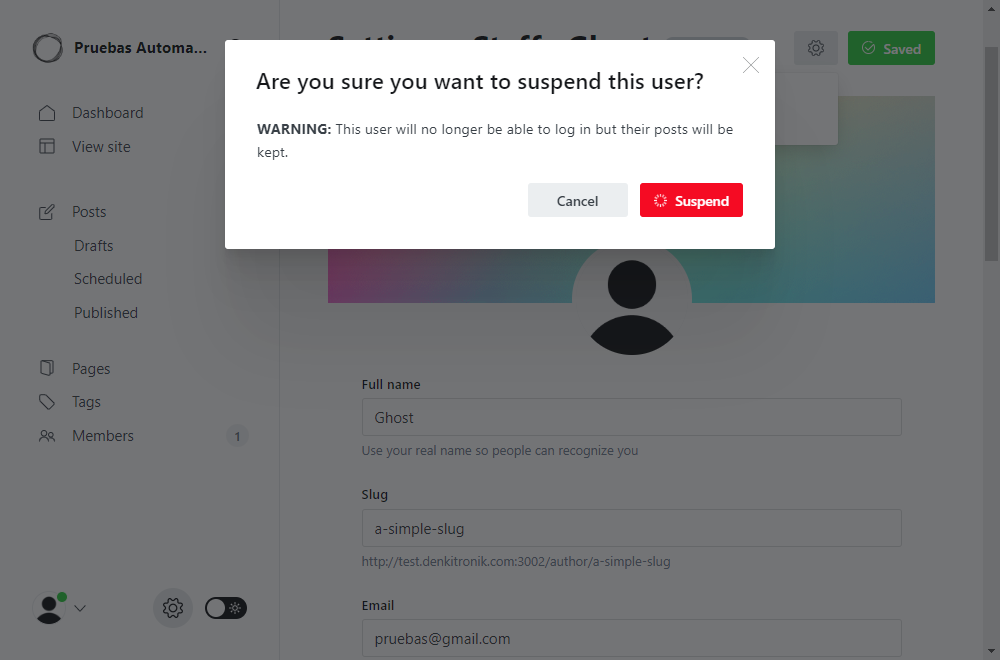 Pruebas Automa...
Saved
Are you sure you want to suspend this user?
WARNING: This user will no longer be able to log in but their posts will be
kept.
Cancel
Suspend
Dashboard
View site
Posts
Drafts
Scheduled
Published
Pages
Tags
Members
1
Full name
Ghost
Use your real name so people can recognize you
Slug
a-simple-slug
http://test.denkitronik.com:3002/author/a-simple-slug
Email
pruebas@gmail.com